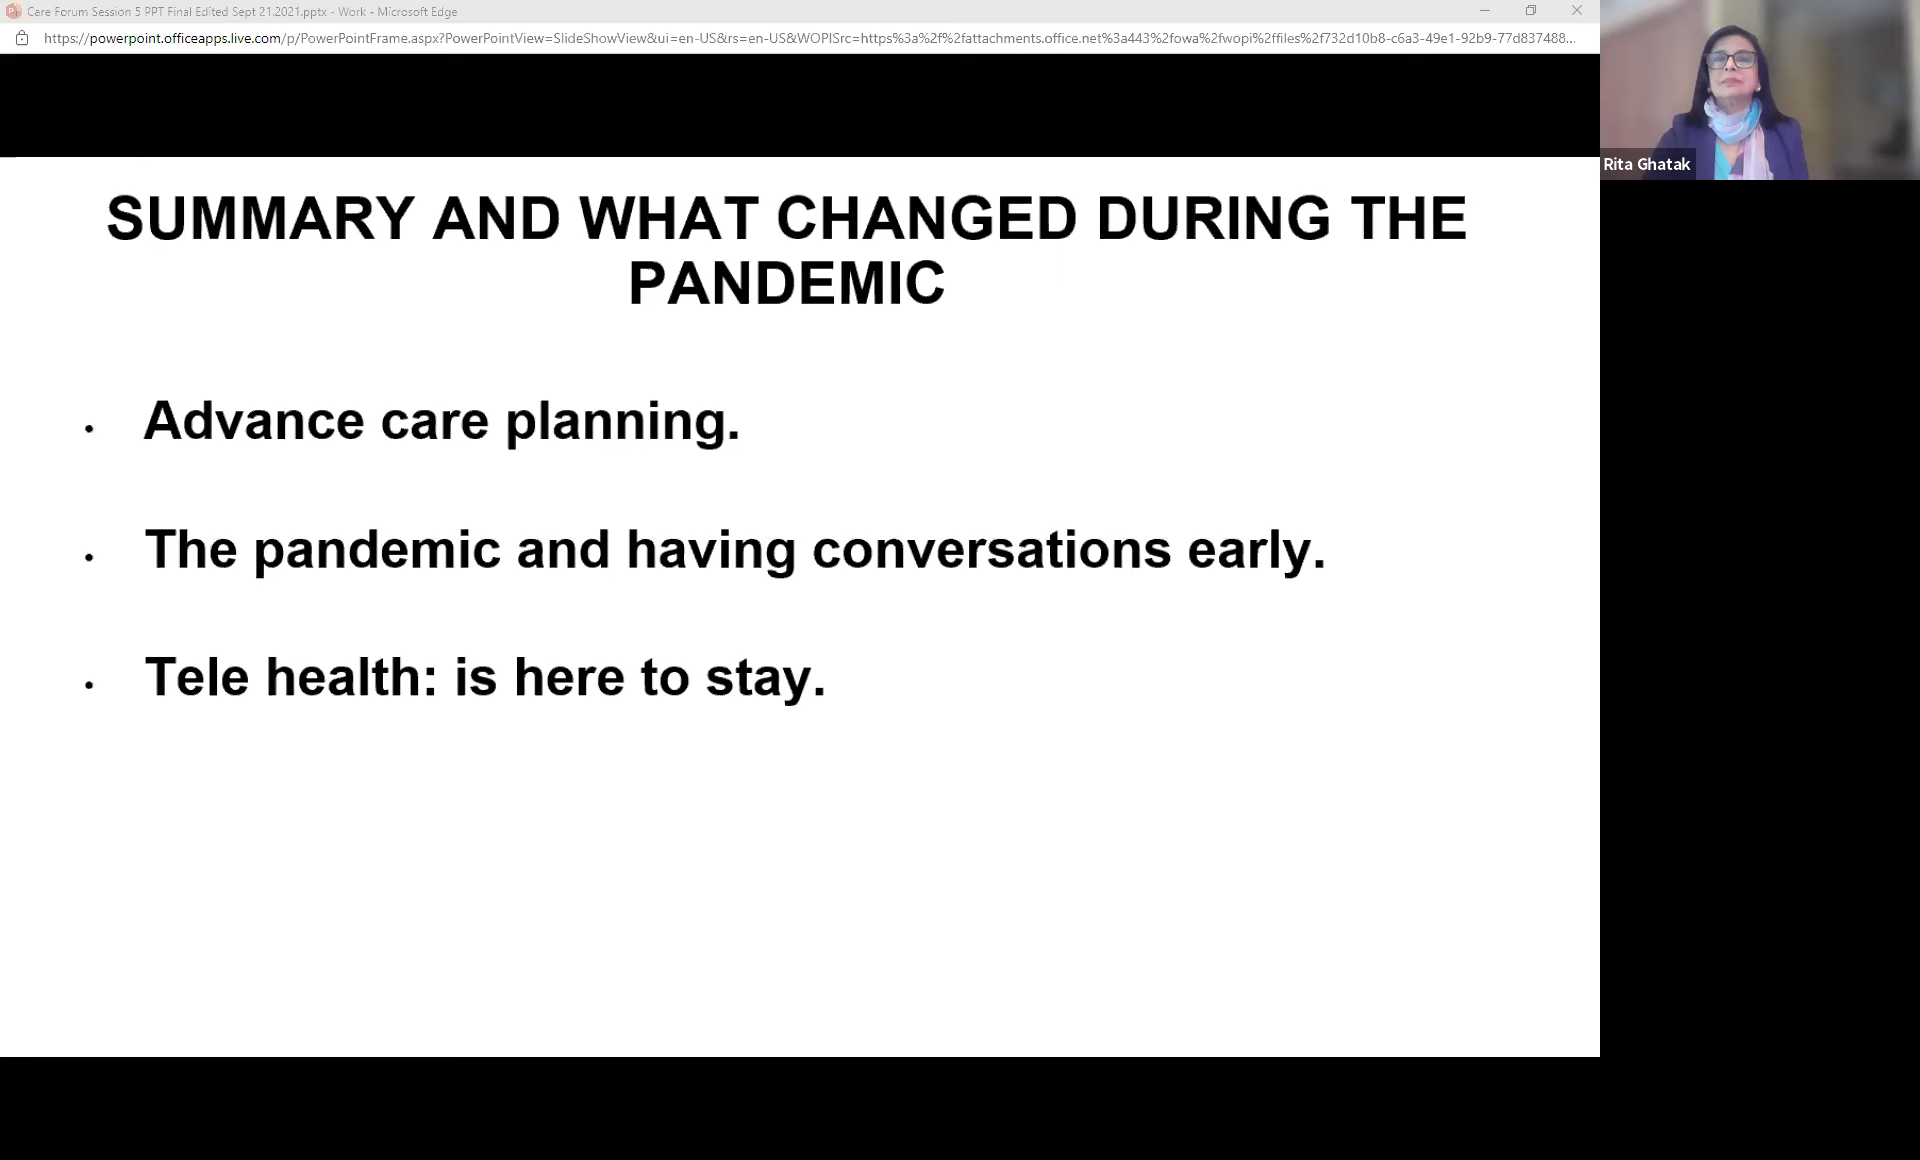 Care Forum Session 5 PPT Final Edited Sept 21.2021.pptx - Work - Microsoft Edge
https://powerpoint.officeapps.live.com/p/PowerPointFrame.aspx?PowerPointView=SlideShowView&ui=en-US&rs=en-US&WOPISrc=https%3a%2f%2fattachments.office.net%3a443%2fowa%2fwopi%2ffiles%2f732d10b8-c6a3-49e1-92b9-77d837488...
Rita Ghatak
SUMMARY AND WHAT CHANGED DURING THE
PANDEMIC
• Advance care planning.
• The pandemic and having conversations early.
• Tele health: is here to stay.